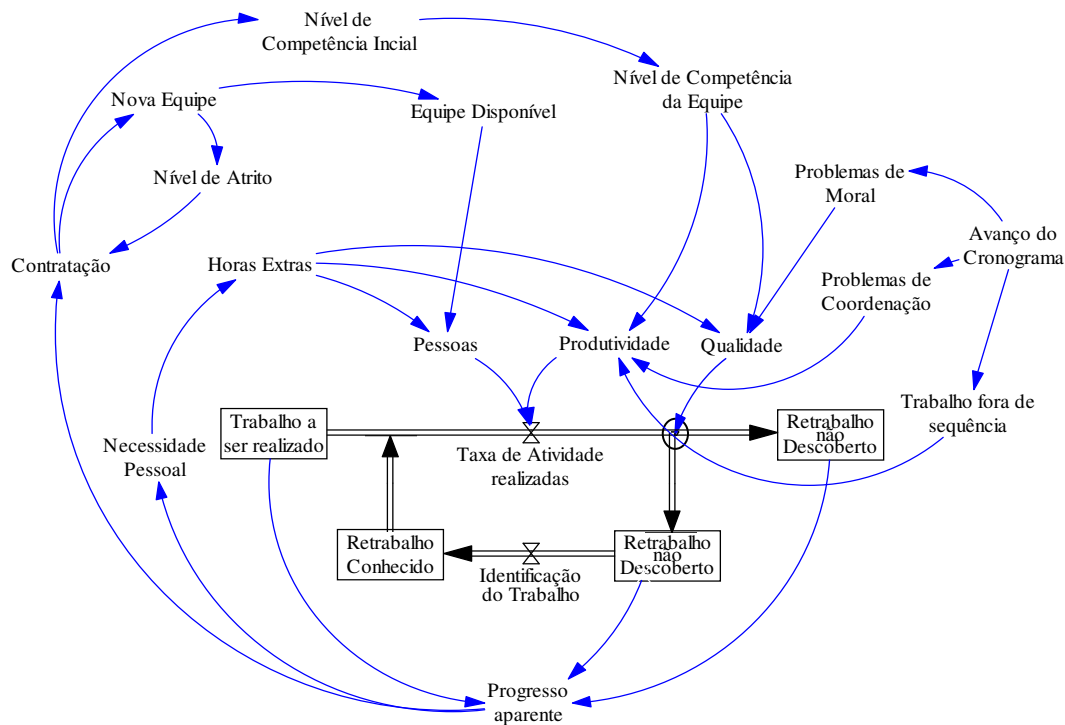 Nível de
Competência Incial
Nível de Competência
da Equipe
Nova Equipe
Equipe Disponível
Nível de Atrito
Problemas de
Moral
Avanço do
Cronograma
Contratação
Horas Extras
Problemas de
Coordenação
Pessoas
Produtividade
Qualidade
Trabalho a
ser realizado
Necessidade
Pessoal
Taxa de Atividade
realizadas
Retrabalho
não
Descoberto
Trabalho fora de
sequência
Retrabalho
Conhecido
Identificação
do Trabalho
Retrabalho
não
Descoberto
Progresso
aparente